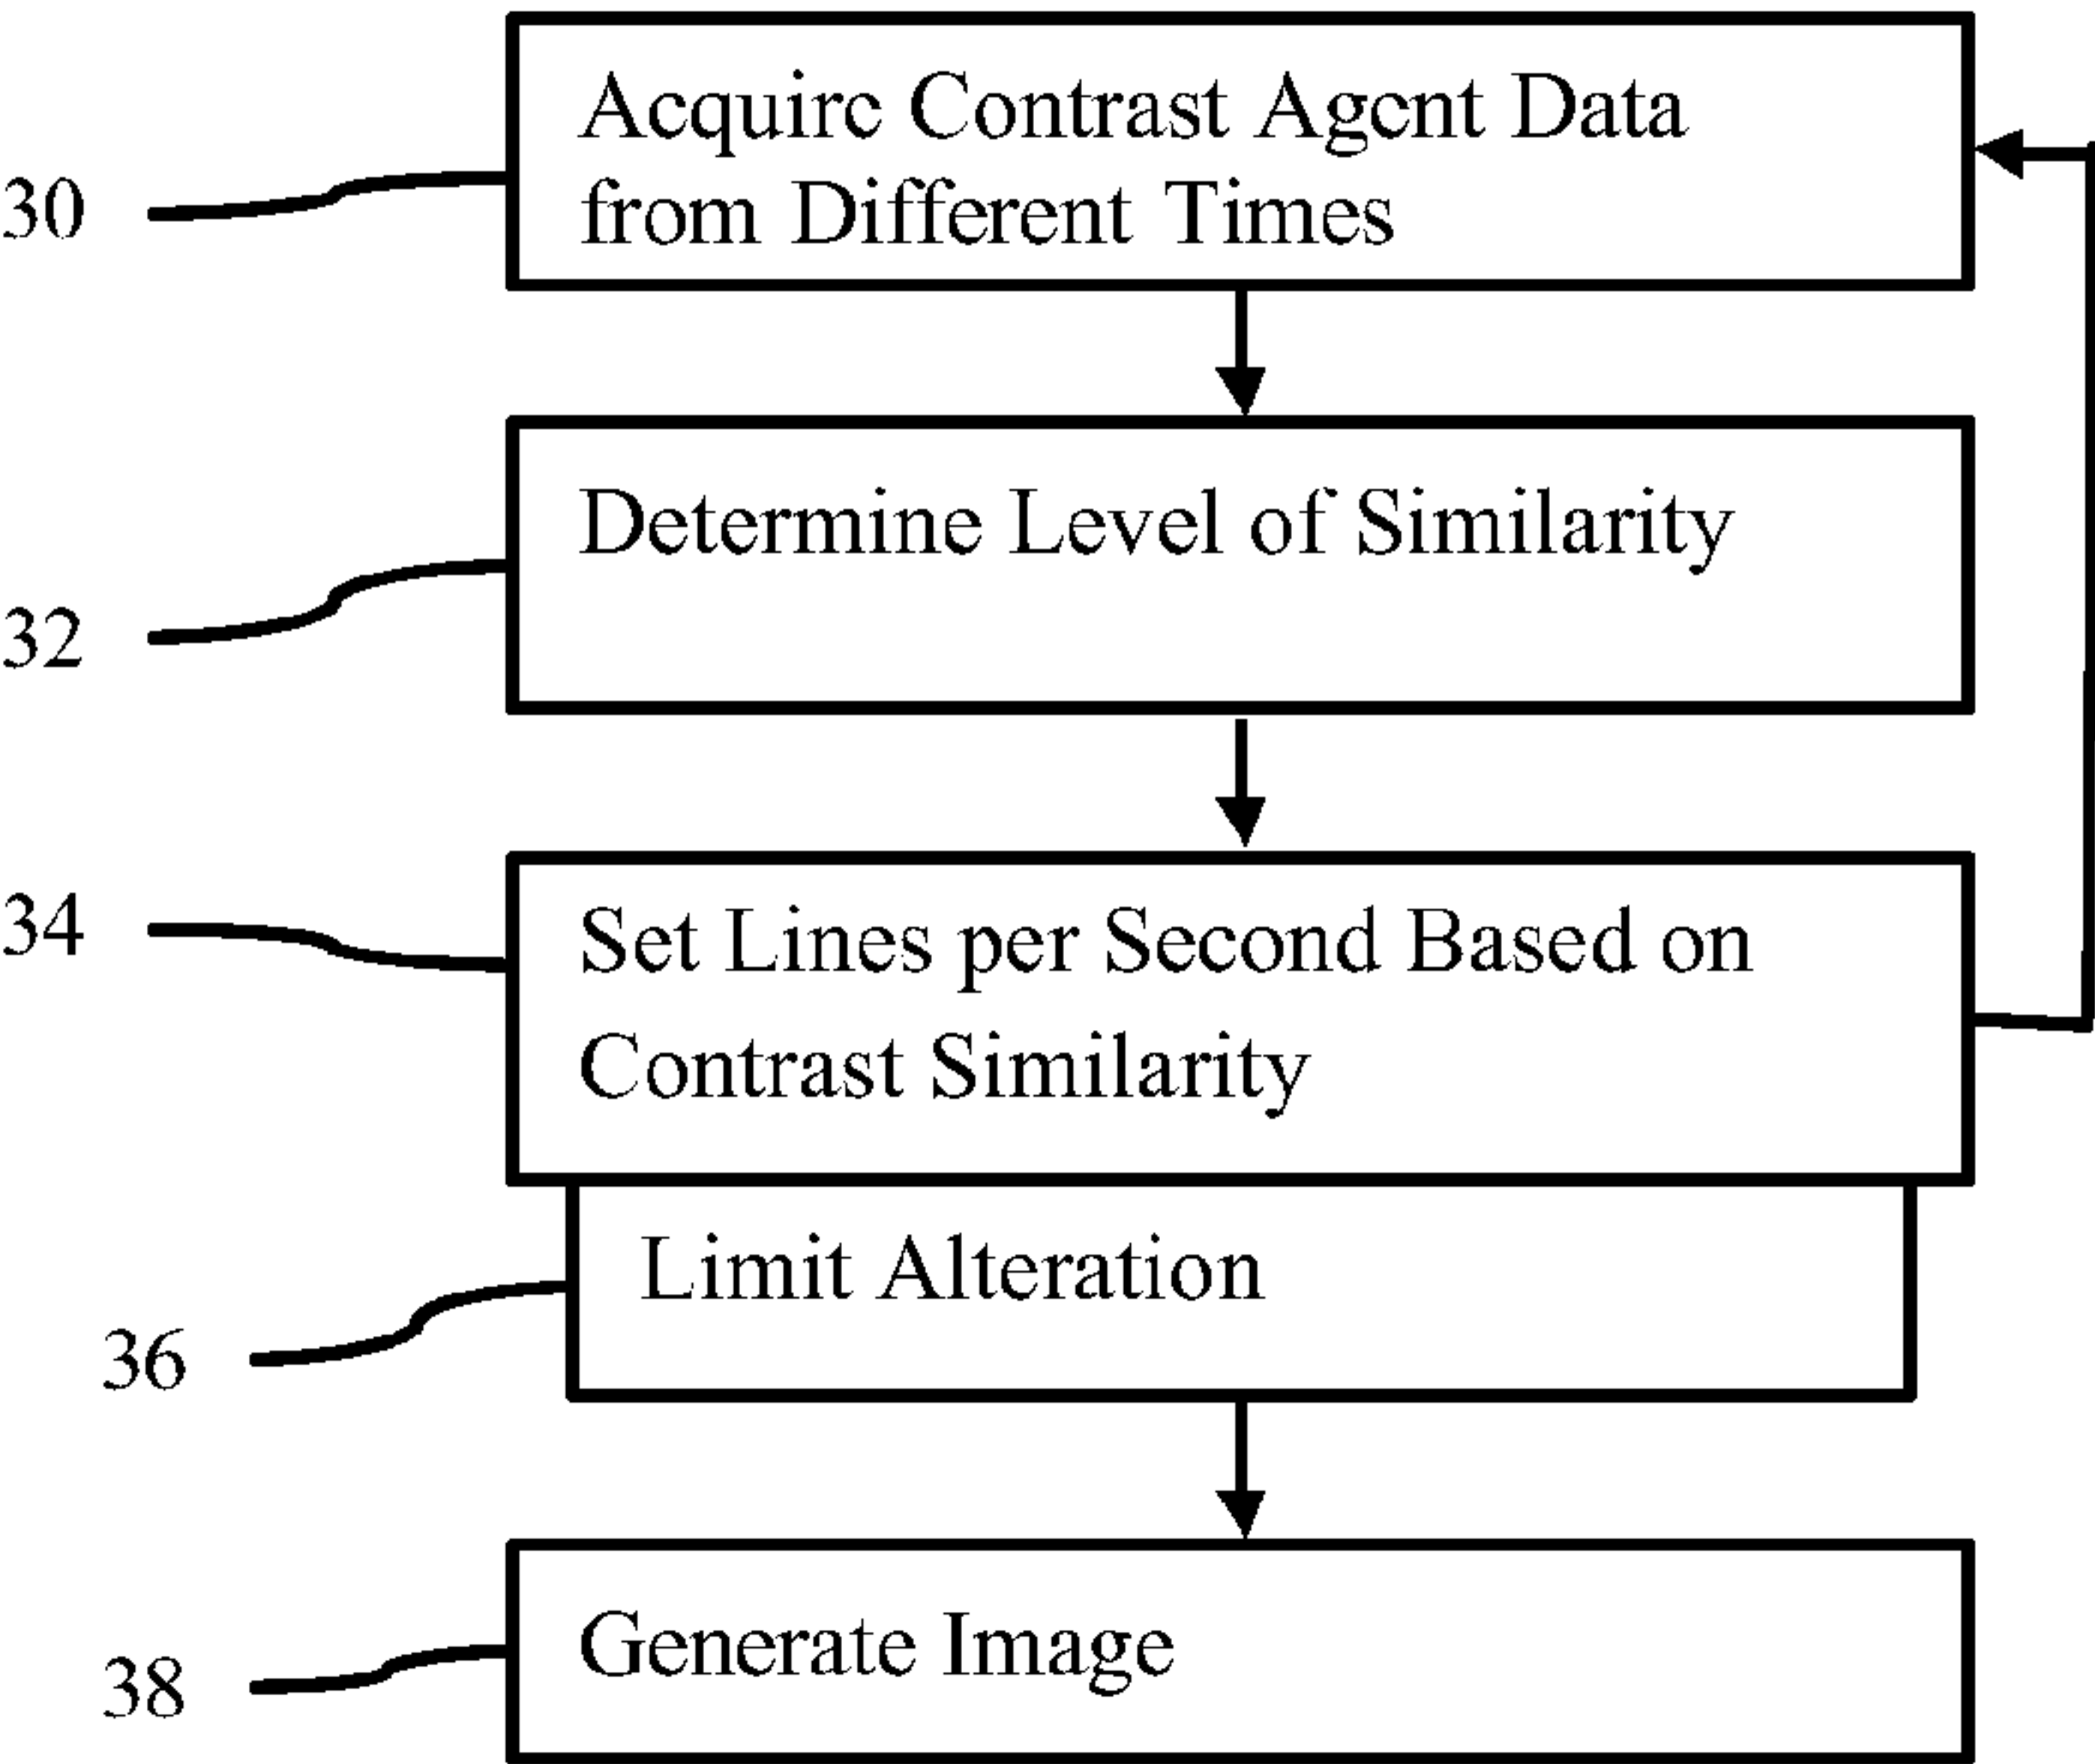 Acquire Contrast Agent Data
from Different Times
30
Determine Level of Similarity
32
34
Set Lines per Second Based on
Contrast Similarity
Limit Alteration
36
Generate Image
38